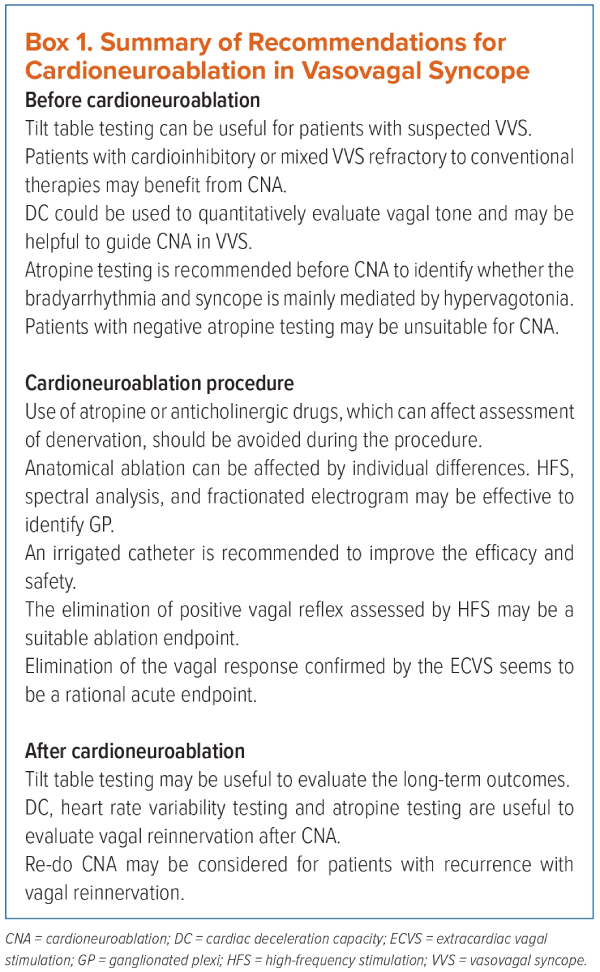 Box 1. Summary of Recommendations for
Cardioneuroablation in Vasovagal Syncope
Before cardioneuroablation
Tilt table testing can be useful for patients with suspected VVS.
Patients with cardioinhibitory or mixed VVS refractory to conventional
therapies may benefit from CNA.
DC could be used to quantitatively evaluate vagal tone and may be
helpful to guide CNA in VVS.
Atropine testing is recommended before CNA to identify whether the
bradyarrhythmia and syncope is mainly mediated by hypervagotonia.
Patients with negative atropine testing may be unsuitable for CNA.
Cardioneuroablation procedure
Use of atropine or anticholinergic drugs, which can affect assessment
of denervation, should be avoided during the procedure.
Anatomical ablation can be affected by individual differences. HFS,
spectral analysis, and fractionated electrogram may be effective to
identify GP.
An irrigated catheter is recommended to improve the efficacy and
safety.
The elimination of positive vagal reflex assessed by HFS may be a
suitable ablation endpoint.
Elimination of the vagal response confirmed by the ECVS seems to
be a rational acute endpoint.
After cardioneuroablation
Tilt table testing may be useful to evaluate the long-term outcomes.
DC, heart rate variability testing and atropine testing are useful to
evaluate vagal reinnervation after CNA.
Re-do CNA may be considered for patients with recurrence with
vagal reinnervation.
CNA = cardioneuroablation; DC = cardiac deceleration capacity; ECVS = extracardiac vagal
stimulation; GP = ganglionated plexi; HFS = high-frequency stimulation; VVS = vasovagal syncope.